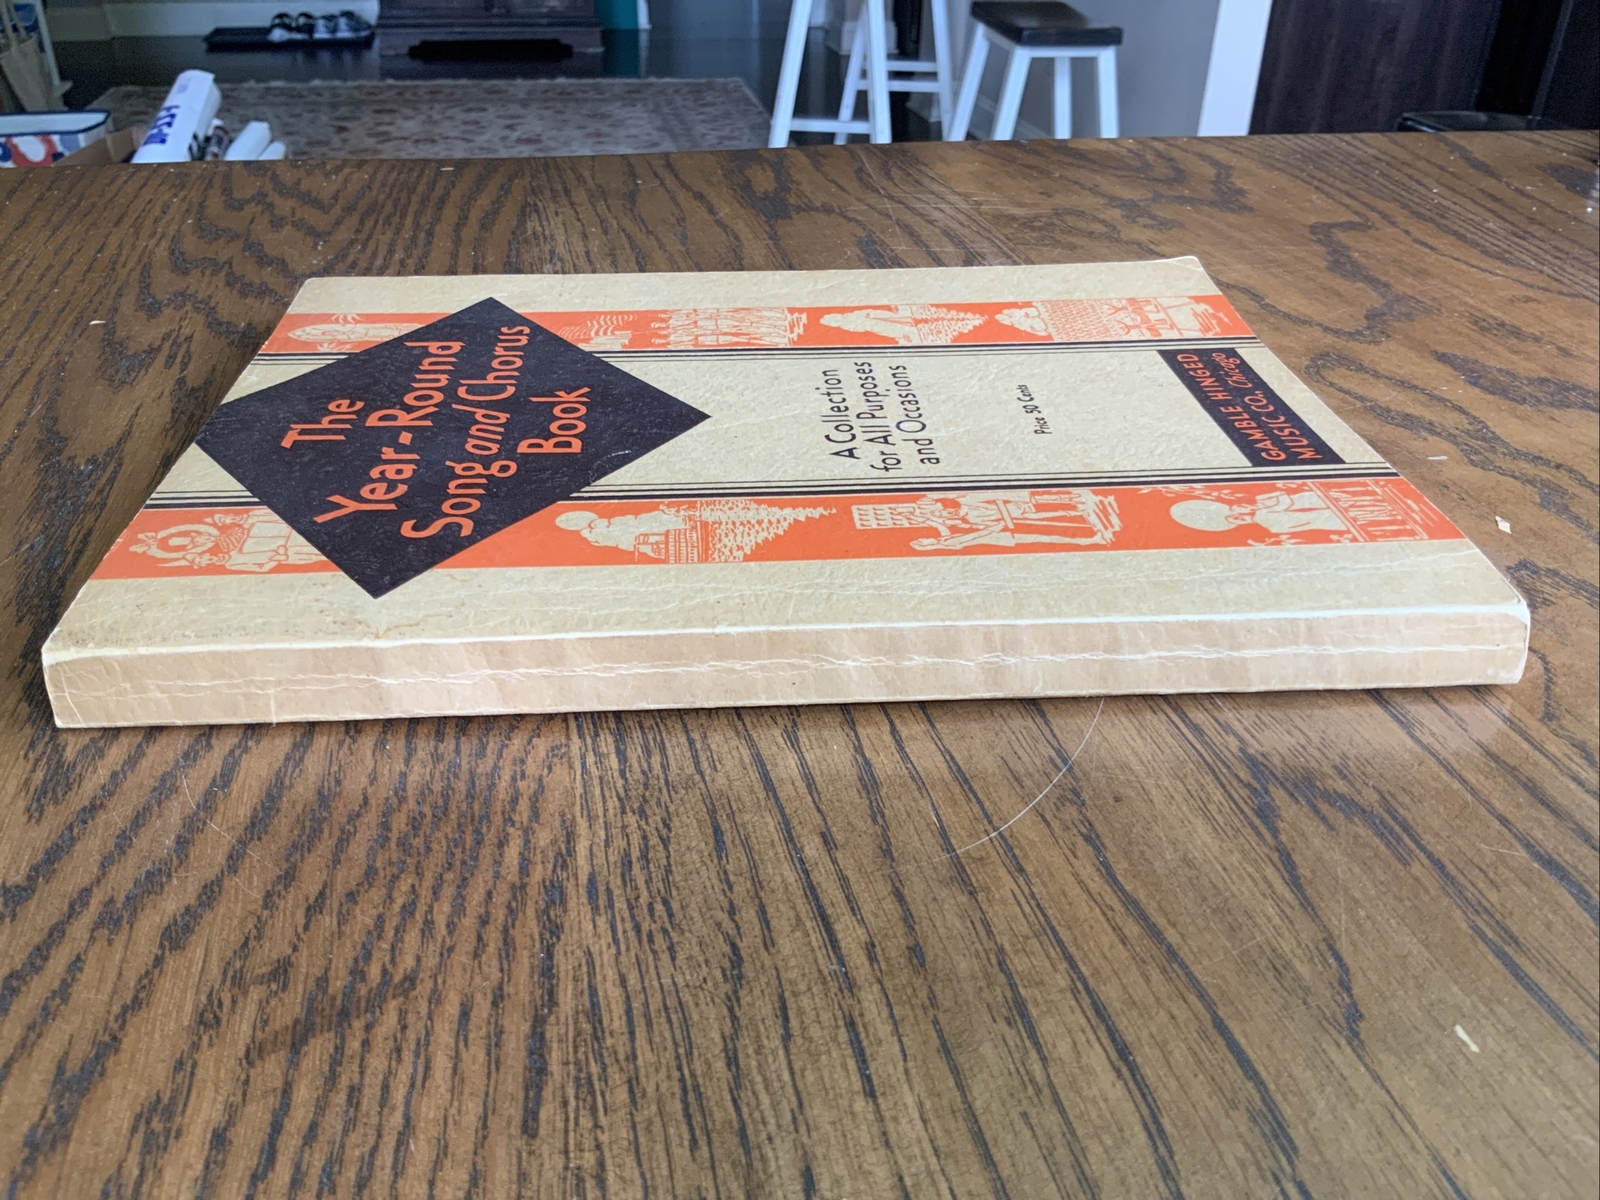 The
Year-Round
Song and Chorus
Book
A Collection
for All Purposes
and Occasions
Price 50 Cents
GAMBLE HINGED
MUSIC CO. Chicago